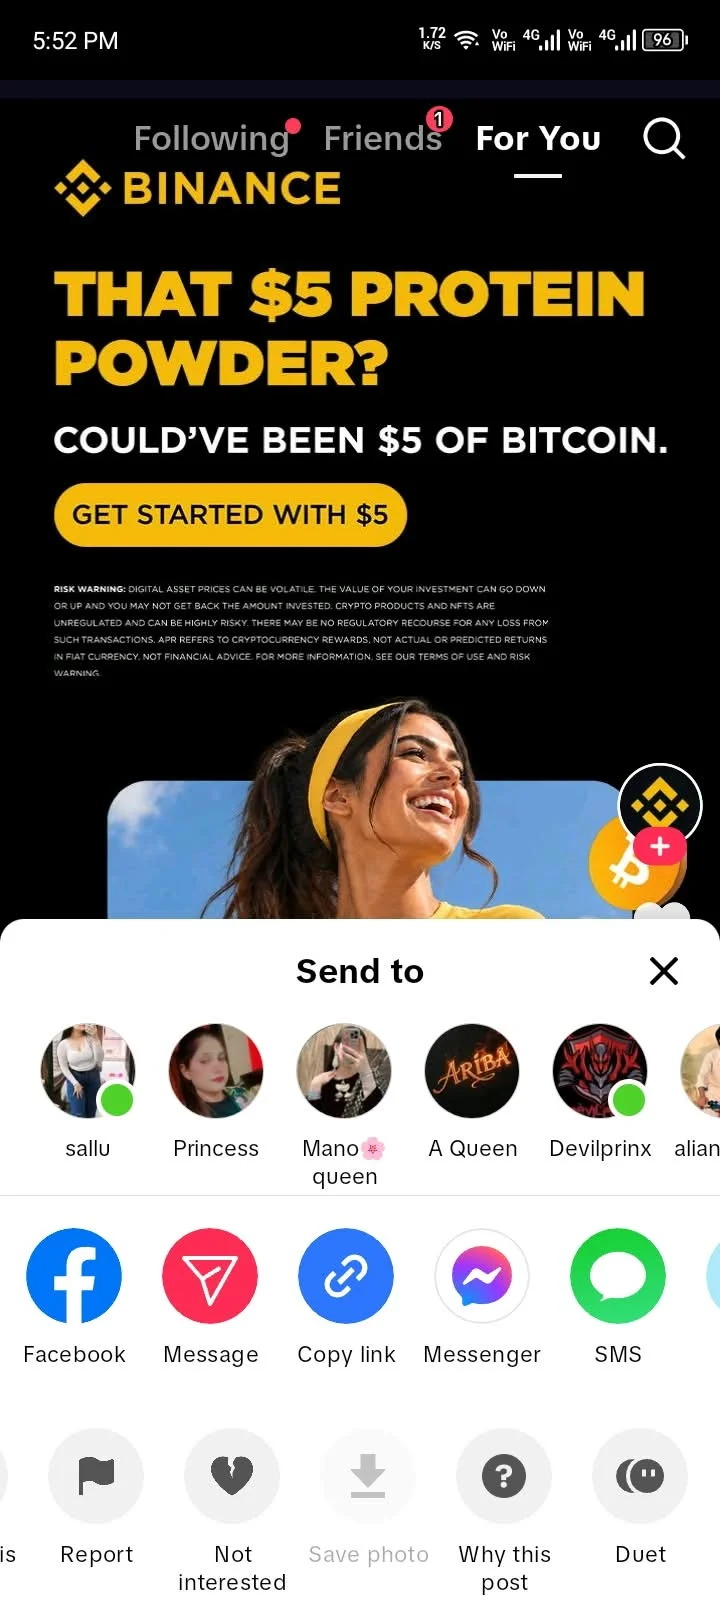 5:52 PM
1.72 K/S
Vo WiFi 4G Vo WiFi 4G 96
Following Friends 1 For You
BINANCE
THAT $5 PROTEIN
POWDER?
COULD'VE BEEN $5 OF BITCOIN.
GET STARTED WITH $5
RISK WARNING: DIGITAL ASSET PRICES CAN BE VOLATILE. THE VALUE OF YOUR INVESTMENT CAN GO DOWN
OR UP AND YOU MAY NOT GET BACK THE AMOUNT INVESTED. CRYPTO PRODUCTS AND NFTS ARE
UNREGULATED AND CAN BE HIGHLY RISKY. THERE MAY BE NO REGULATORY RECOURSE FOR ANY LOSS FROM
SUCH TRANSACTIONS. APR REFERS TO CRYPTOCURRENCY REWARDS, NOT ACTUAL OR PREDICTED RETURNS
IN FIAT CURRENCY. NOT FINANCIAL ADVICE. FOR MORE INFORMATION, SEE OUR TERMS OF USE AND RISK
WARNING.
Send to
ARIBA
sallu Princess Mano🌸 queen A Queen Devilprinx alian
Facebook Message Copy link Messenger SMS
is Report Not interested Save photo Why this post Duet